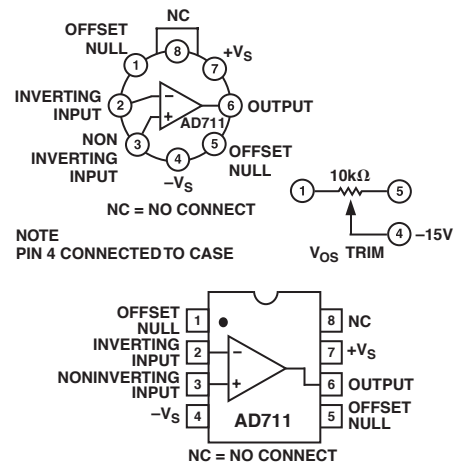 NC
OFFSET
NULL
8
1
7
+VS
INVERTING
INPUT
2
−
+
6
OUTPUT
AD711
NON
INVERTING
INPUT
3
5
OFFSET
NULL
4
−VS
NC = NO CONNECT
10kΩ
1
5
4
−15V
VOS TRIM
NOTE
PIN 4 CONNECTED TO CASE
OFFSET
NULL
1
8
NC
INVERTING
INPUT
2
−
7
+VS
NONINVERTING
INPUT
3
+
6
OUTPUT
−VS
4
AD711
5
OFFSET
NULL
NC = NO CONNECT